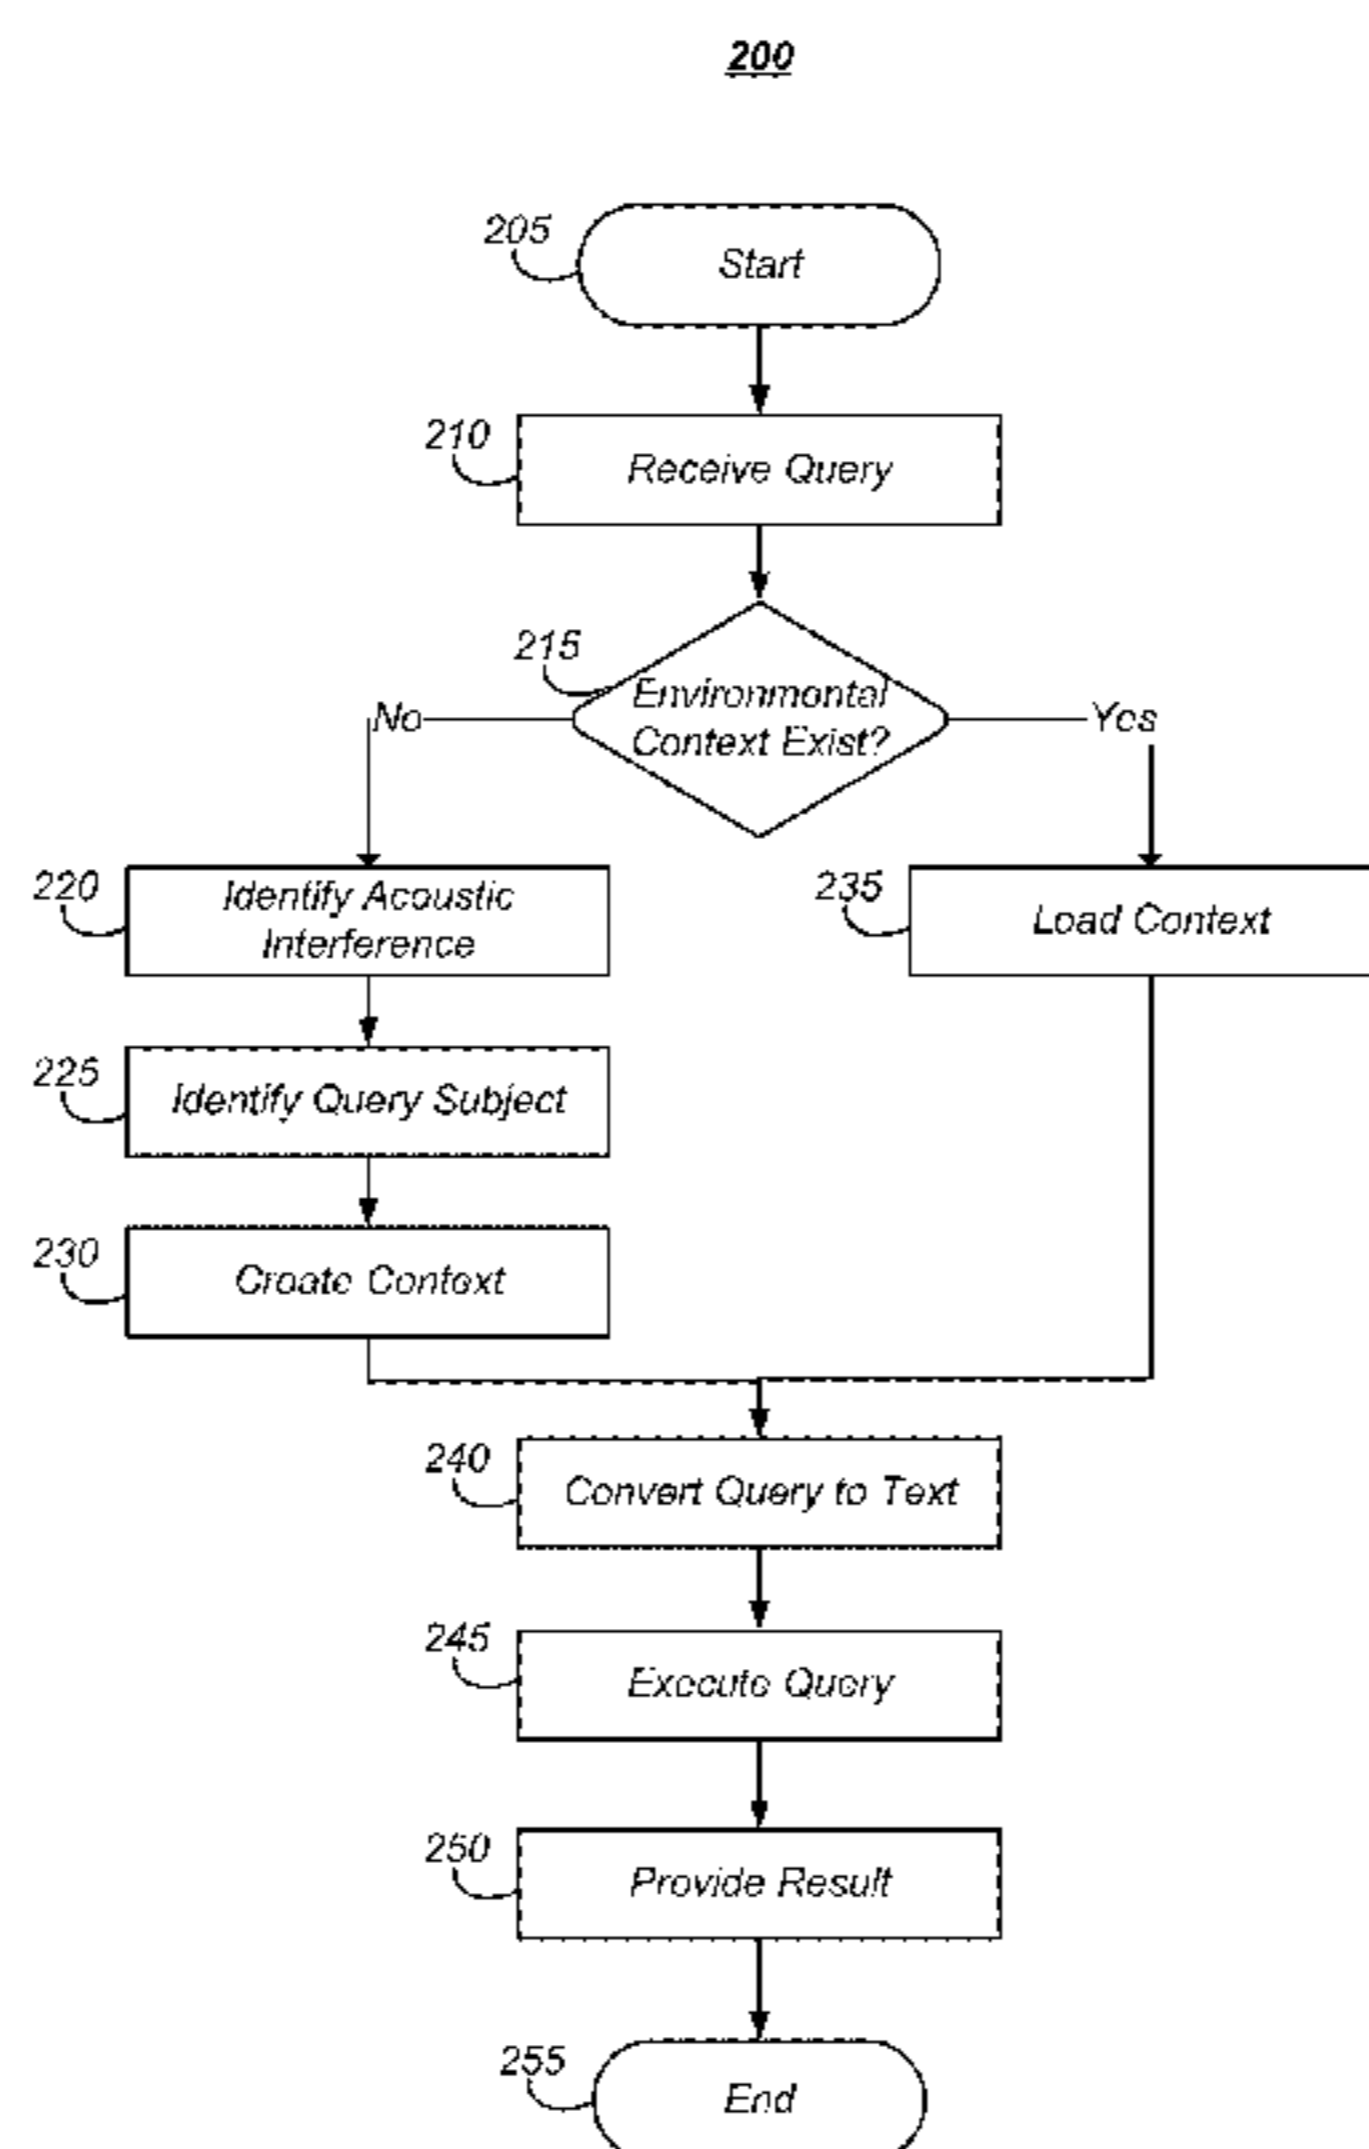 200
205
Start
210
Receive Query
215
Environmental
Context Exist?
No
Yes
220
Identify Acoustic
Interference
235
Load Context
225
Identify Query Subject
230
Create Context
240
Convert Query to Text
245
Execute Query
250
Provide Result
255
End